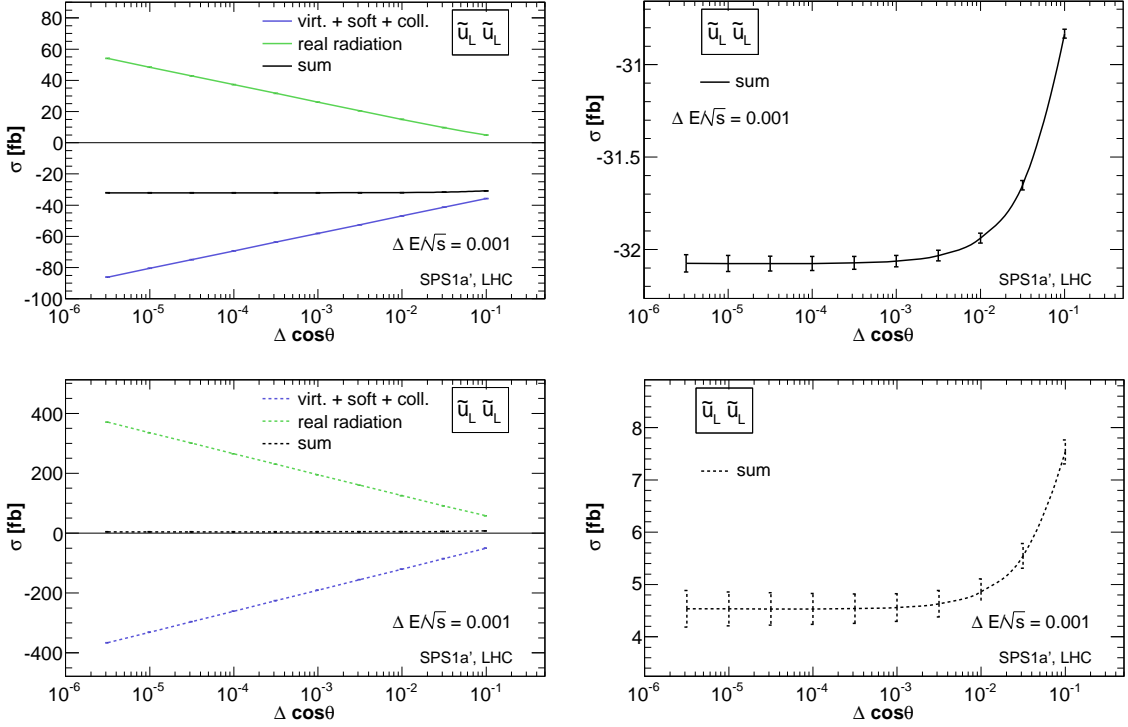 σ [fb]
80
60
40
20
0
-20
-40
-60
-80
-100
virt. + soft + coll.
real radiation
sum
ũL ũL
Δ E/√s = 0.001
SPS1a', LHC
10⁻⁶
10⁻⁵
10⁻⁴
10⁻³
10⁻²
10⁻¹
Δ cosθ
σ [fb]
-31
-31.5
-32
ũL ũL
sum
Δ E/√s = 0.001
SPS1a', LHC
10⁻⁶
10⁻⁵
10⁻⁴
10⁻³
10⁻²
10⁻¹
Δ cosθ
σ [fb]
400
200
0
-200
-400
virt. + soft + coll.
real radiation
sum
ũL ũL
Δ E/√s = 0.001
SPS1a', LHC
10⁻⁶
10⁻⁵
10⁻⁴
10⁻³
10⁻²
10⁻¹
Δ cosθ
σ [fb]
8
7
6
5
4
ũL ũL
sum
Δ E/√s = 0.001
SPS1a', LHC
10⁻⁶
10⁻⁵
10⁻⁴
10⁻³
10⁻²
10⁻¹
Δ cosθ